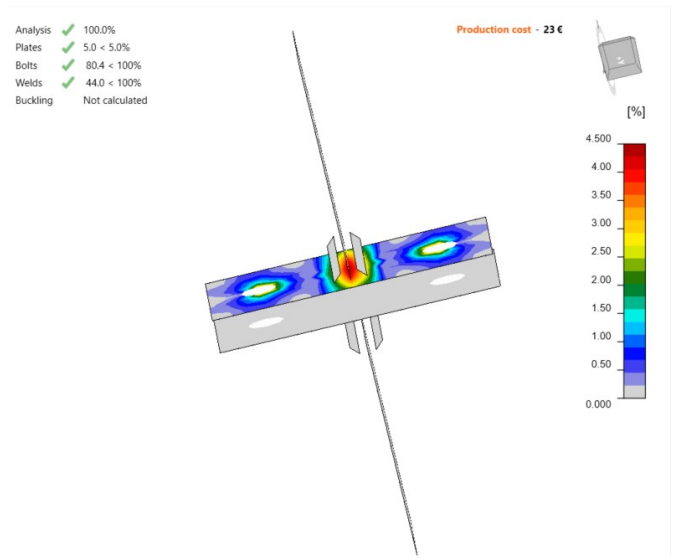 Analysis 100.0%
Plates 5.0 < 5.0%
Bolts 80.4 < 100%
Welds 44.0 < 100%
Buckling Not calculated
Production cost - 23 €
[%]
4.500
4.00
3.50
3.00
2.50
2.00
1.50
1.00
0.50
0.000